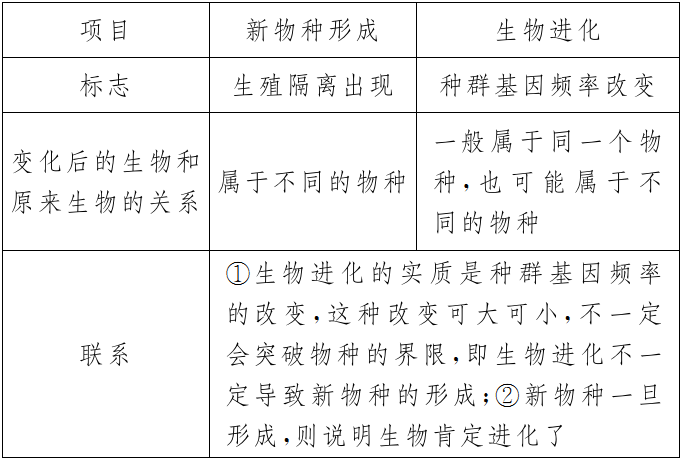 项目 新物种形成 生物进化
标志 生殖隔离出现 种群基因频率改变
变化后的生物和
原来生物的关系
属于不同的物种
一般属于同一个物
种,也可能属于不
同的物种
联系
①生物进化的实质是种群基因频率
的改变,这种改变可大可小,不一定
会突破物种的界限,即生物进化不一
定导致新物种的形成;②新物种一旦
形成,则说明生物肯定进化了